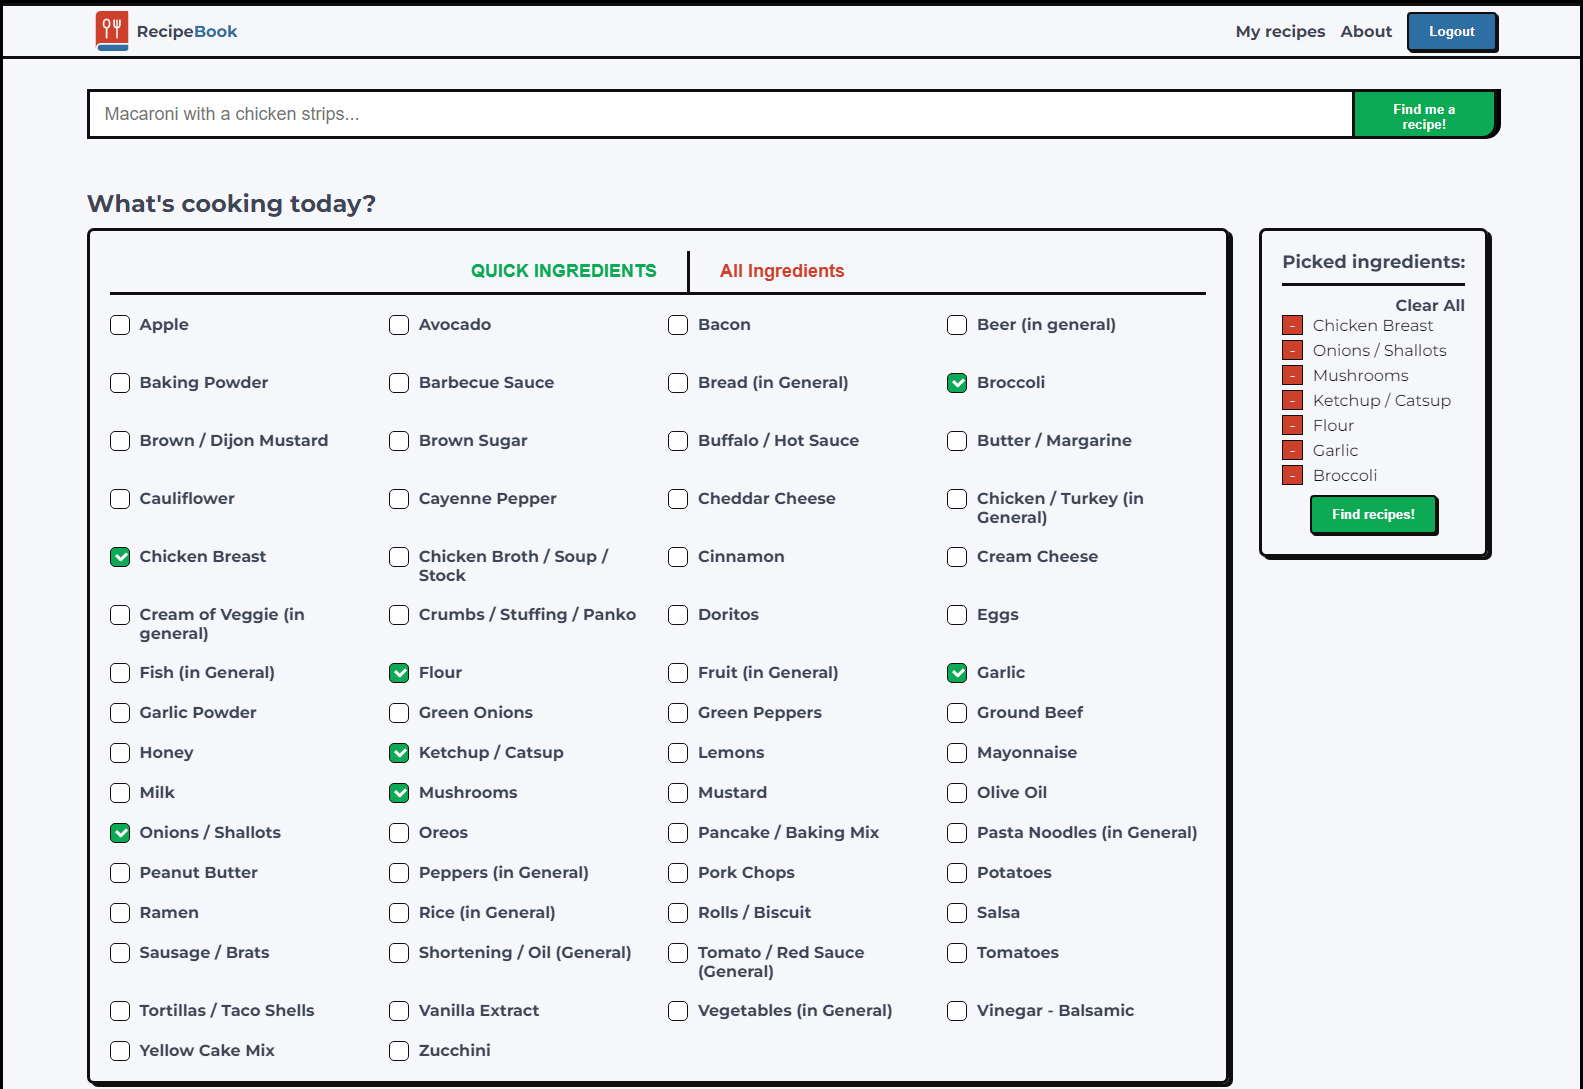 RecipeBook
My recipes About Logout
Macaroni with a chicken strips...
Find me a
recipe!
What's cooking today?
QUICK INGREDIENTS All Ingredients
Apple Avocado Bacon Beer (in general)
Baking Powder Barbecue Sauce Bread (in General) Broccoli
Brown / Dijon Mustard Brown Sugar Buffalo / Hot Sauce Butter / Margarine
Cauliflower Cayenne Pepper Cheddar Cheese Chicken / Turkey (in
General)
Chicken Breast Chicken Broth / Soup / Cinnamon Cream Cheese
Stock
Cream of Veggie (in Crumbs / Stuffing / Panko Doritos Eggs
general)
Fish (in General) Flour Fruit (in General) Garlic
Garlic Powder Green Onions Green Peppers Ground Beef
Honey Ketchup / Catsup Lemons Mayonnaise
Milk Mushrooms Mustard Olive Oil
Onions / Shallots Oreos Pancake / Baking Mix Pasta Noodles (in General)
Peanut Butter Peppers (in General) Pork Chops Potatoes
Ramen Rice (in General) Rolls / Biscuit Salsa
Sausage / Brats Shortening / Oil (General) Tomato / Red Sauce Tomatoes
(General)
Tortillas / Taco Shells Vanilla Extract Vegetables (in General) Vinegar - Balsamic
Yellow Cake Mix Zucchini
Picked ingredients:
Clear All
- Chicken Breast
- Onions / Shallots
- Mushrooms
- Ketchup / Catsup
- Flour
- Garlic
- Broccoli
Find recipes!